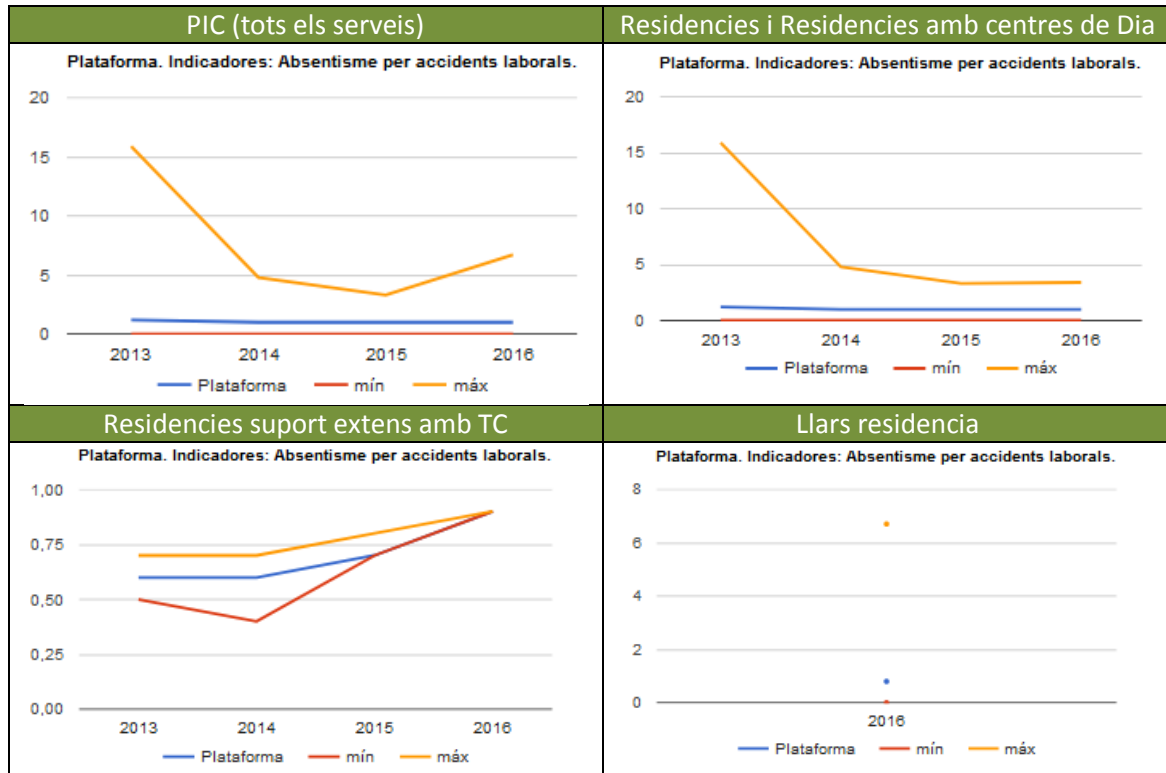 PIC (tots els serveis)
Plataforma. Indicadores: Absentisme per accidents laborals.
20
15
10
5
0
2013 2014 2015 2016
Plataforma mín máx
Residencies i Residencies amb centres de Dia
Plataforma. Indicadores: Absentisme per accidents laborals.
20
15
10
5
0
2013 2014 2015 2016
Plataforma mín máx
Residencies suport extens amb TC
Plataforma. Indicadores: Absentisme per accidents laborals.
1,00
0,75
0,50
0,25
0,00
2013 2014 2015 2016
Plataforma mín máx
Llars residencia
Plataforma. Indicadores: Absentisme per accidents laborals.
8
6
4
2
0
2016
Plataforma mín máx